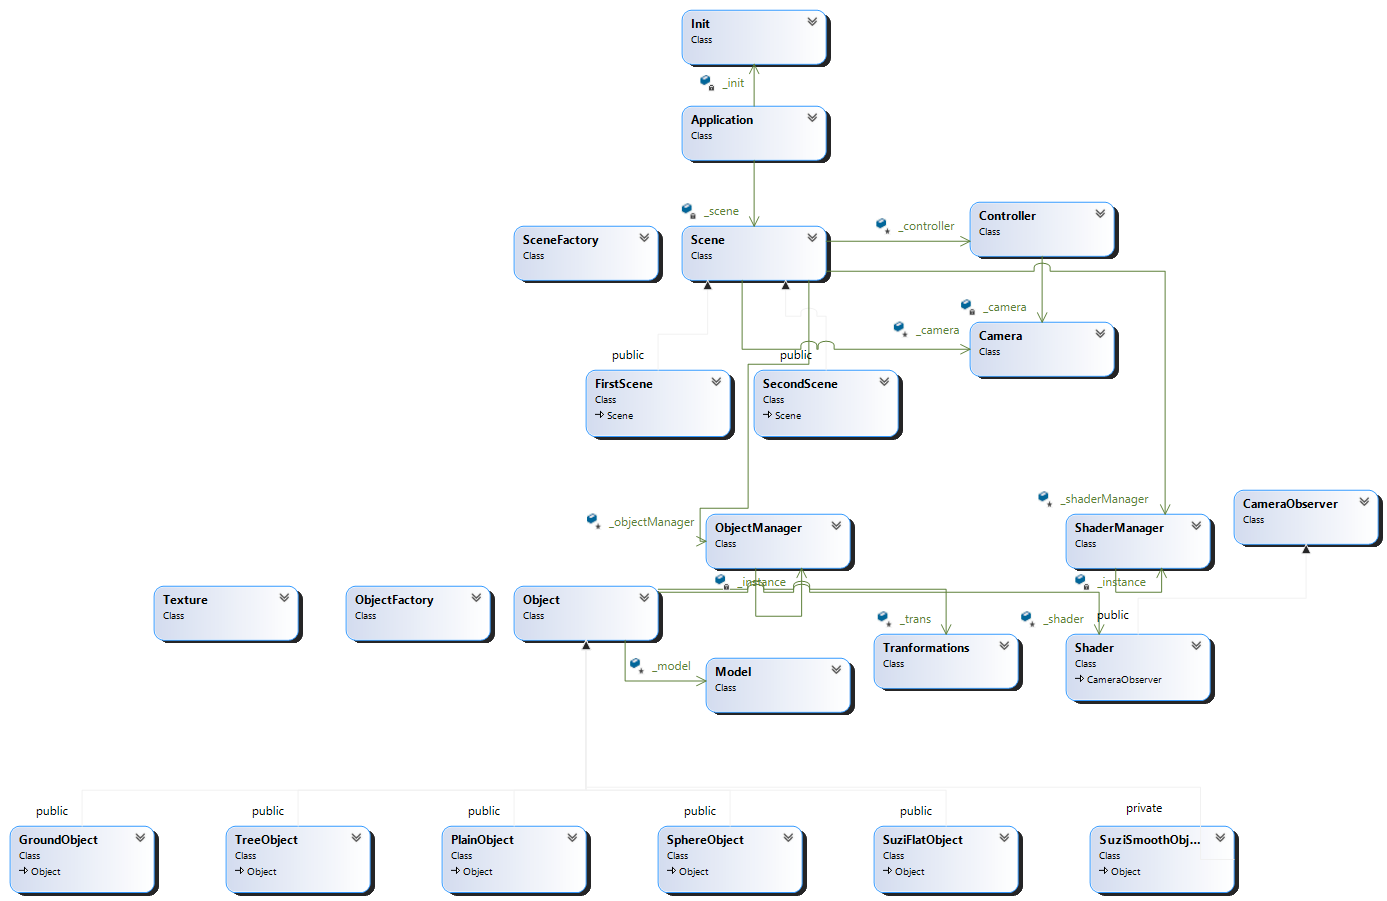 Init
Class
_init
Application
Class
_scene
SceneFactory
Class
Scene
Class
_controller
Controller
Class
_camera
_camera
Camera
Class
public
public
FirstScene
Class
Scene
SecondScene
Class
Scene
_objectManager
ObjectManager
Class
_shaderManager
ShaderManager
Class
CameraObserver
Class
_instance
_instance
Texture
Class
ObjectFactory
Class
Object
Class
_trans
_shader
public
Tranformations
Class
Shader
Class
CameraObserver
_model
Model
Class
public
public
public
public
public
private
GroundObject
Class
Object
TreeObject
Class
Object
PlainObject
Class
Object
SphereObject
Class
Object
SuziFlatObject
Class
Object
SuziSmoothObj...
Class
Object